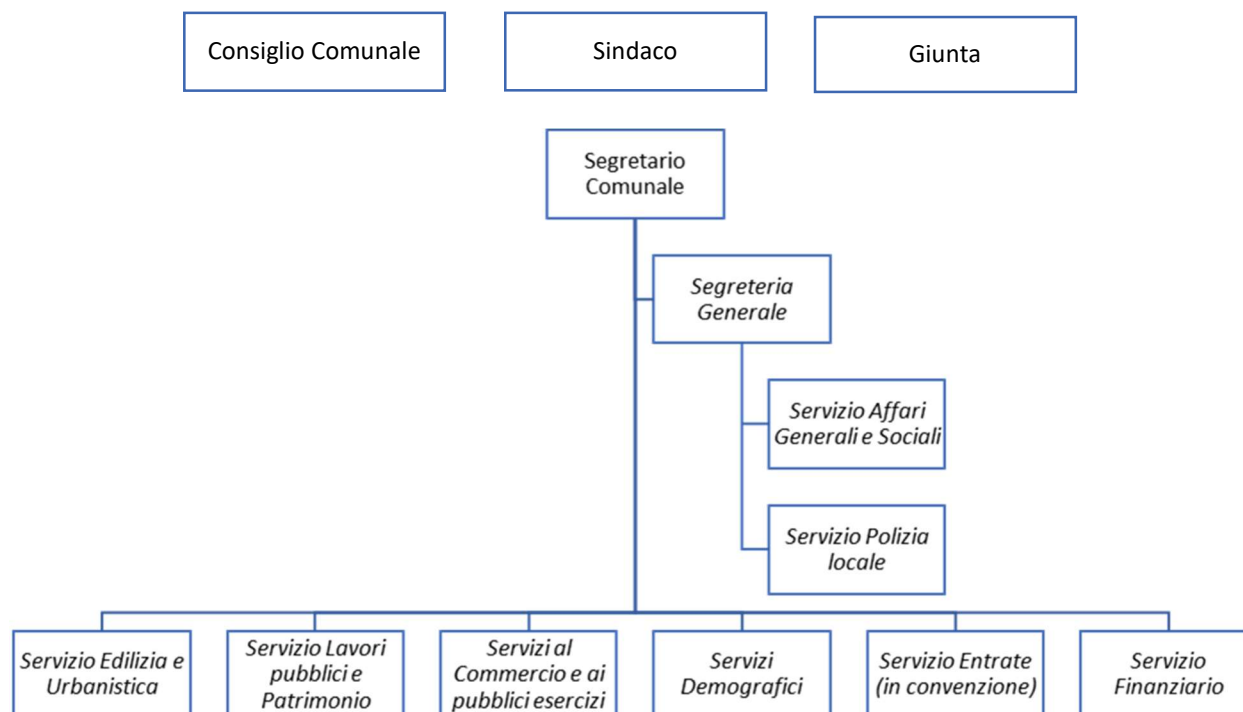 Consiglio Comunale
Sindaco
Giunta
Segretario
Comunale
Segreteria
Generale
Servizio Affari
Generali e Sociali
Servizio Polizia
locale
Servizio Edilizia e
Urbanistica
Servizio Lavori
pubblici e
Patrimonio
Servizi al
Commercio e ai
pubblici esercizi
Servizi
Demografici
Servizio Entrate
(in convenzione)
Servizio
Finanziario